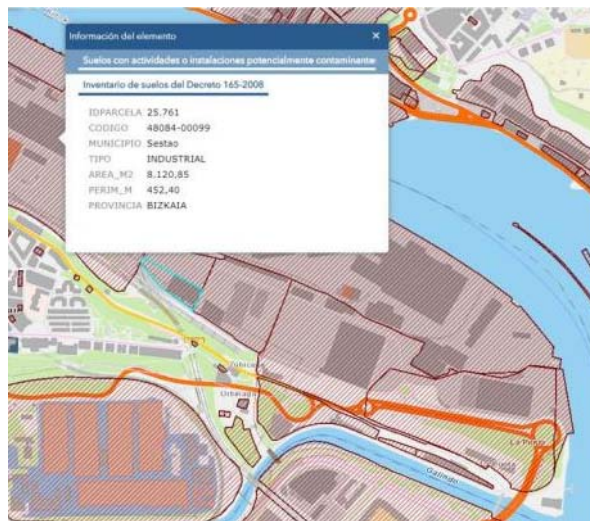 Información del elemento
Suelos con actividades o instalaciones potencialmente contaminante
Inventario de suelos del Decreto 165-2008
IDPARCELA 25.761
CODIGO 48084-00099
MUNICIPIO Sestao
TIPO INDUSTRIAL
AREA_M2 8.120,85
PERIM_M 452,40
PROVINCIA BIZKAIA
Urbinaga
La Punta
Punta
Galindo